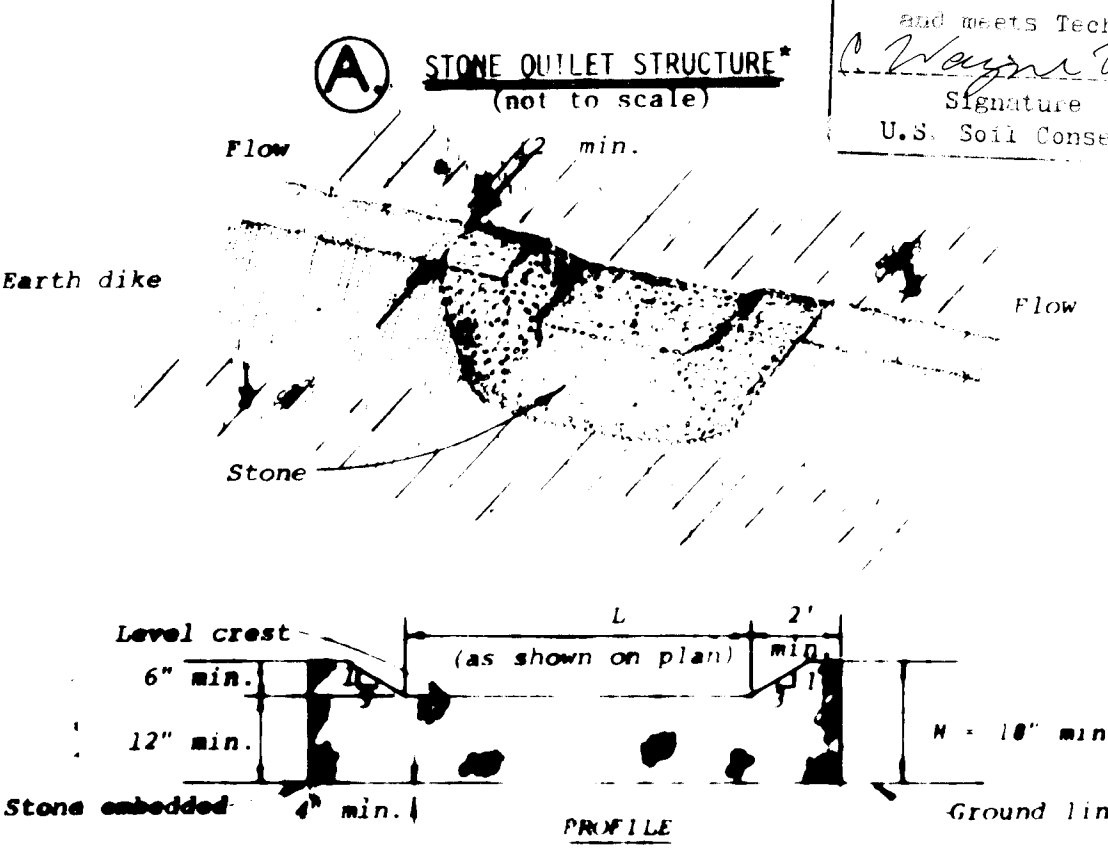 A.
STONE OUTLET STRUCTURE*
(not to scale)
and meets Tech
C Wayne
Signature
U.S. Soil Conse
Flow
2 min.
Earth dike
Flow
Stone
Level crest
L
2'
(as shown on plan)
min.
6" min.
1
1
12" min.
H = 18" min
Stone embedded
4" min.
Ground lin
PROFILE